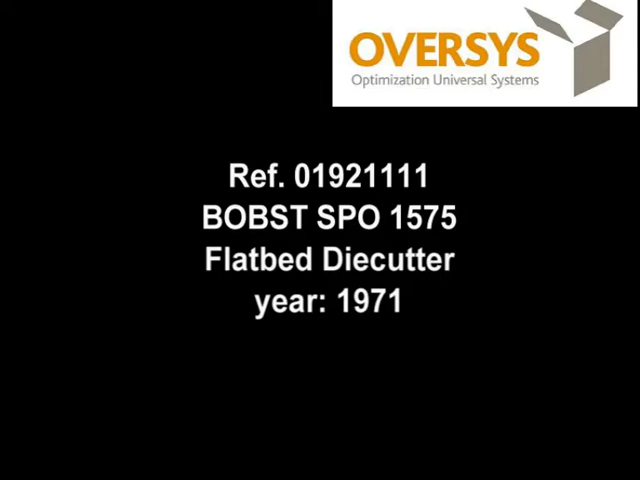 OVERSYS
Optimization Universal Systems
Ref. 01921111
BOBST SPO 1575
Flatbed Diecutter
year: 1971